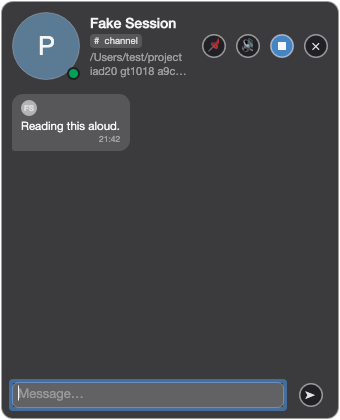 P
Fake Session
# channel
/Users/test/project
iad20 gt1018 a9c…
FS
Reading this aloud.
21:42
Message…